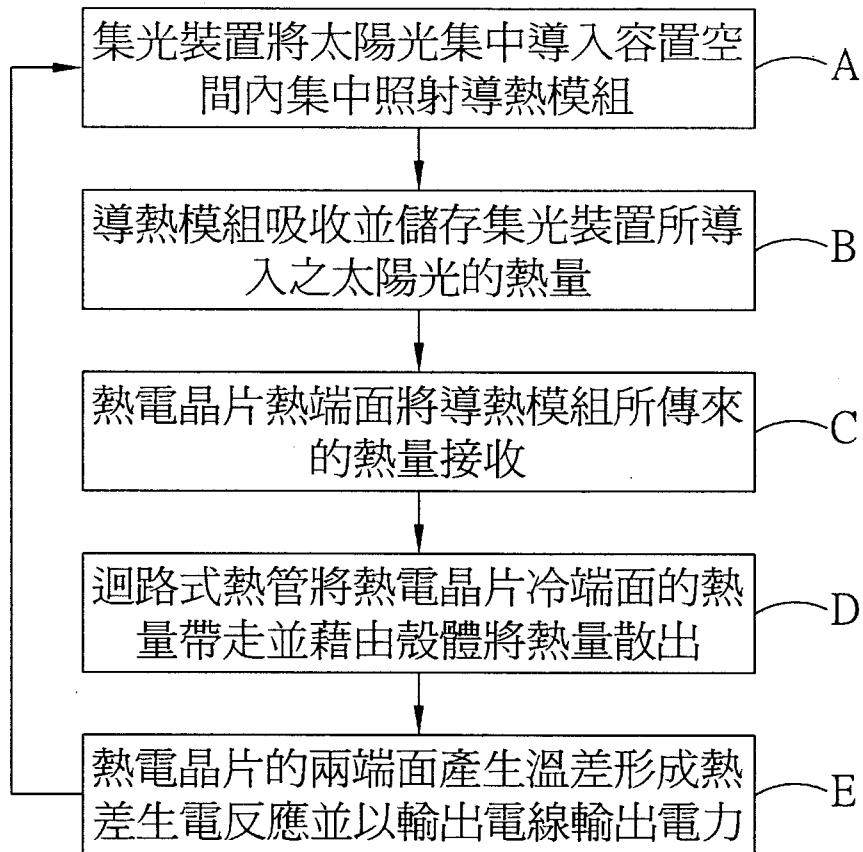 集光裝置將太陽光集中導入容置空
間內集中照射導熱模組
A
導熱模組吸收並儲存集光裝置所導
入之太陽光的熱量
B
熱電晶片熱端面將導熱模組所傳來
的熱量接收
C
迴路式熱管將熱電晶片冷端面的熱
量帶走並藉由殼體將熱量散出
D
熱電晶片的兩端面產生溫差形成熱
差生電反應並以輸出電線輸出電力
E